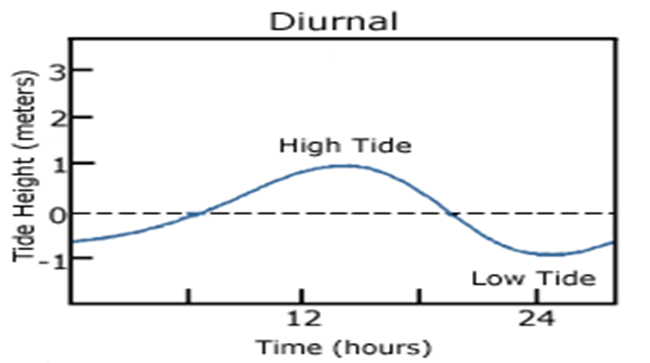 Diurnal
Tide Height (meters)
3
2
1
0
-1
High Tide
Low Tide
12
24
Time (hours)